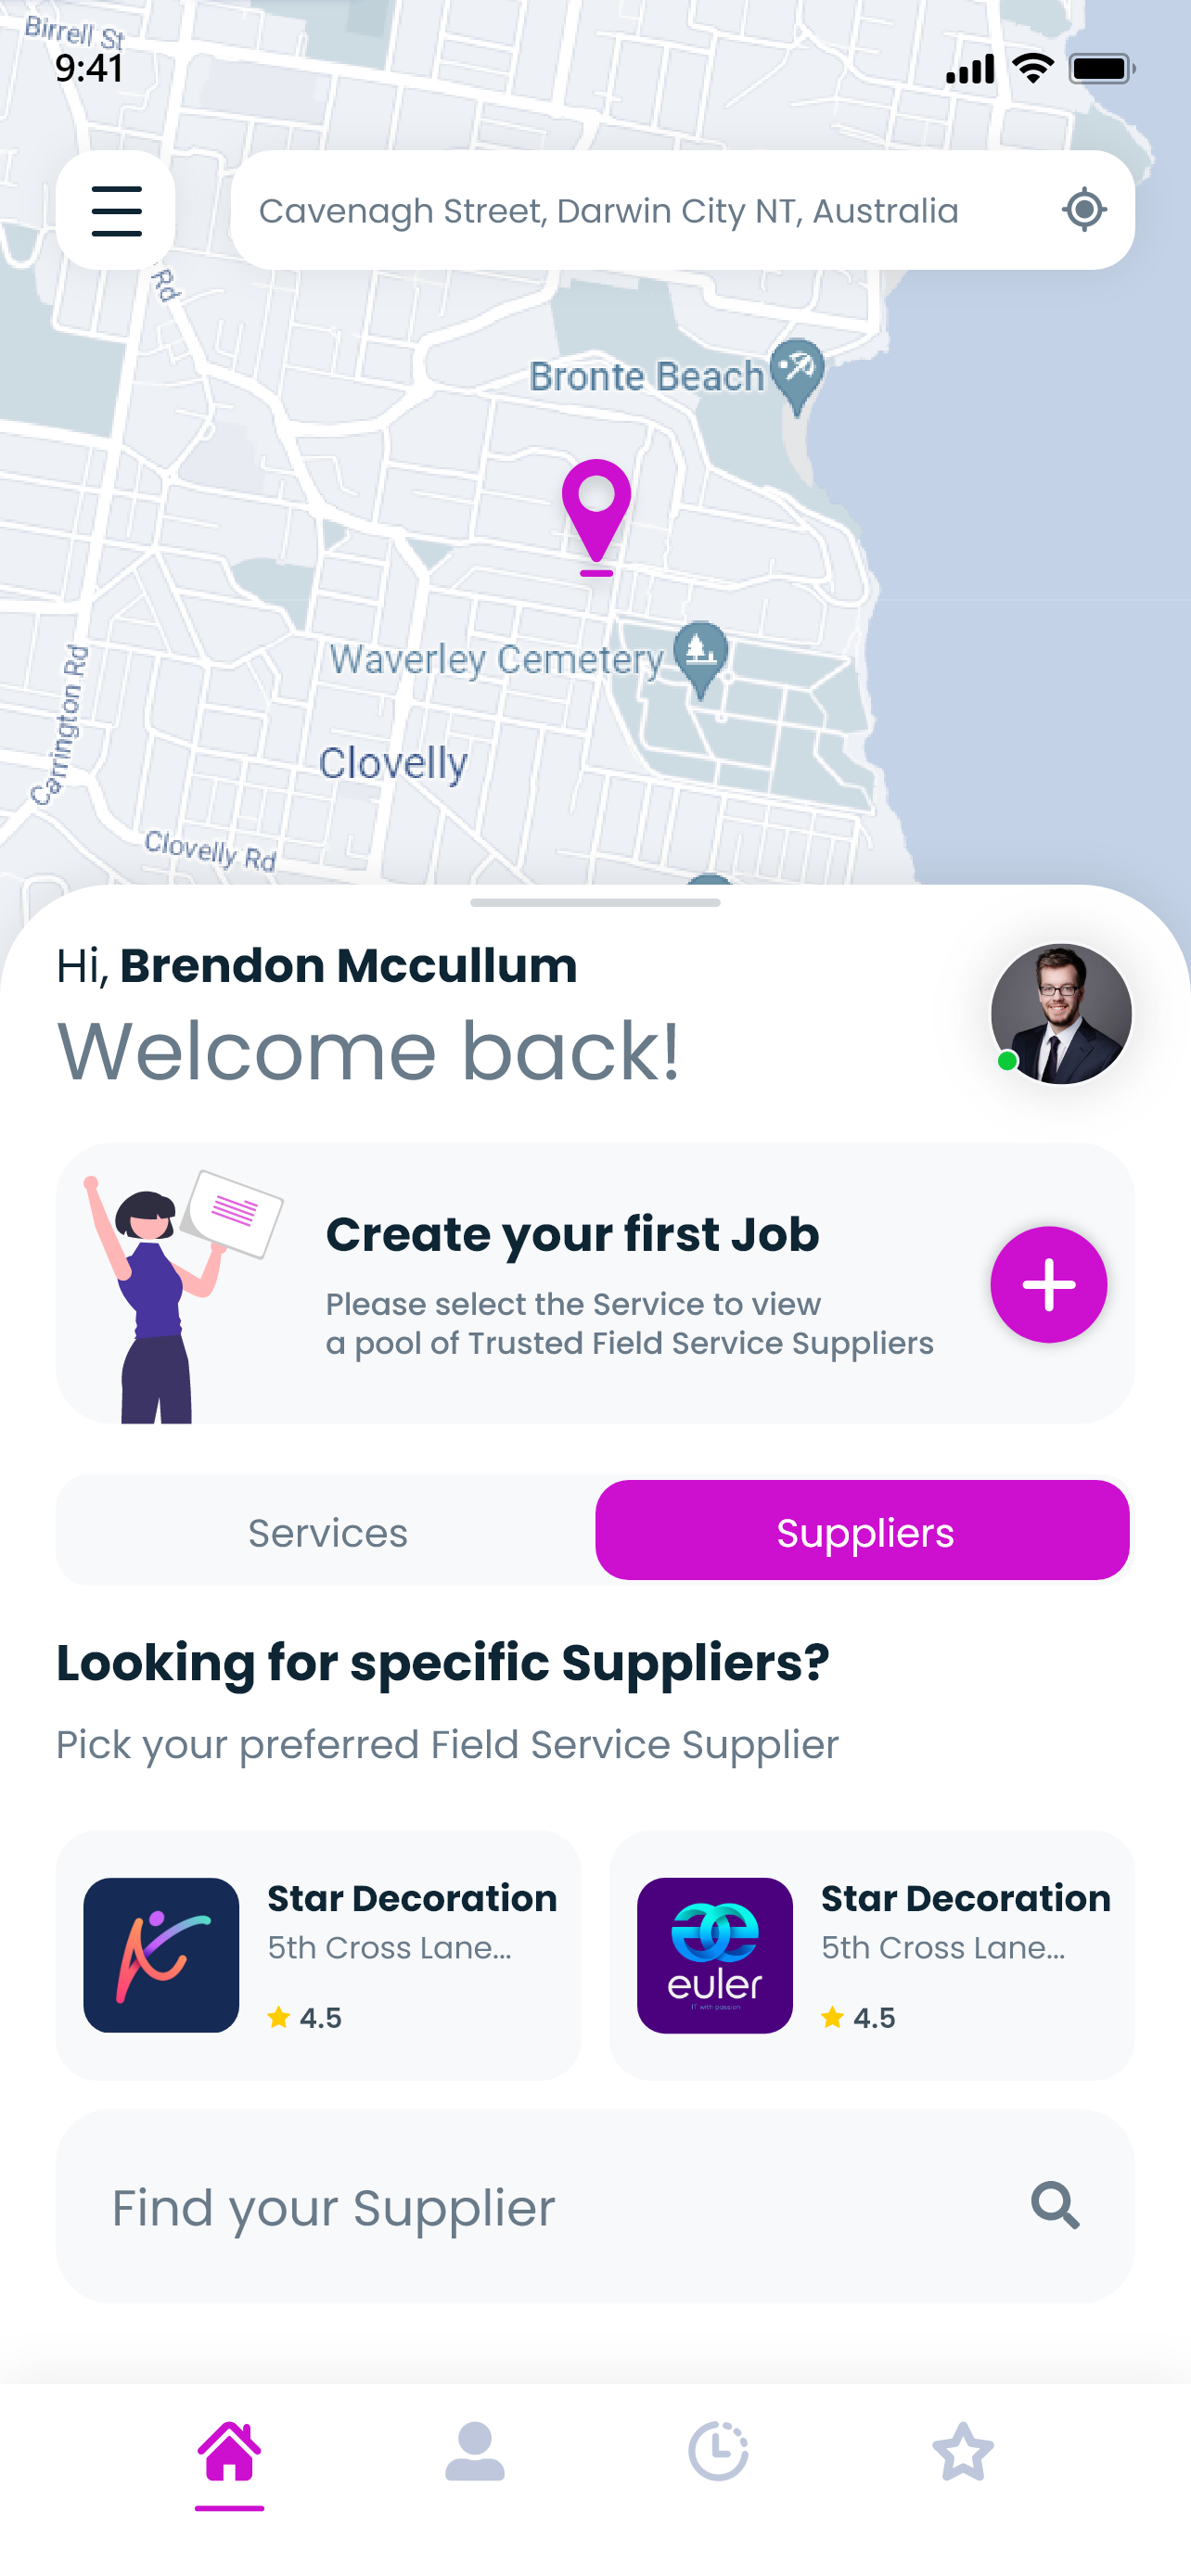 Birrell St
9:41
Cavenagh Street, Darwin City NT, Australia
Rd
Bronte Beach
Waverley Cemetery
Carrington Rd
Clovelly
Clovelly Rd
Hi, Brendon Mccullum
Welcome back!
Create your first Job
Please select the Service to view
a pool of Trusted Field Service Suppliers
Services
Suppliers
Looking for specific Suppliers?
Pick your preferred Field Service Supplier
Star Decoration
5th Cross Lane...
4.5
euler
IT with passion
Star Decoration
5th Cross Lane...
4.5
Find your Supplier